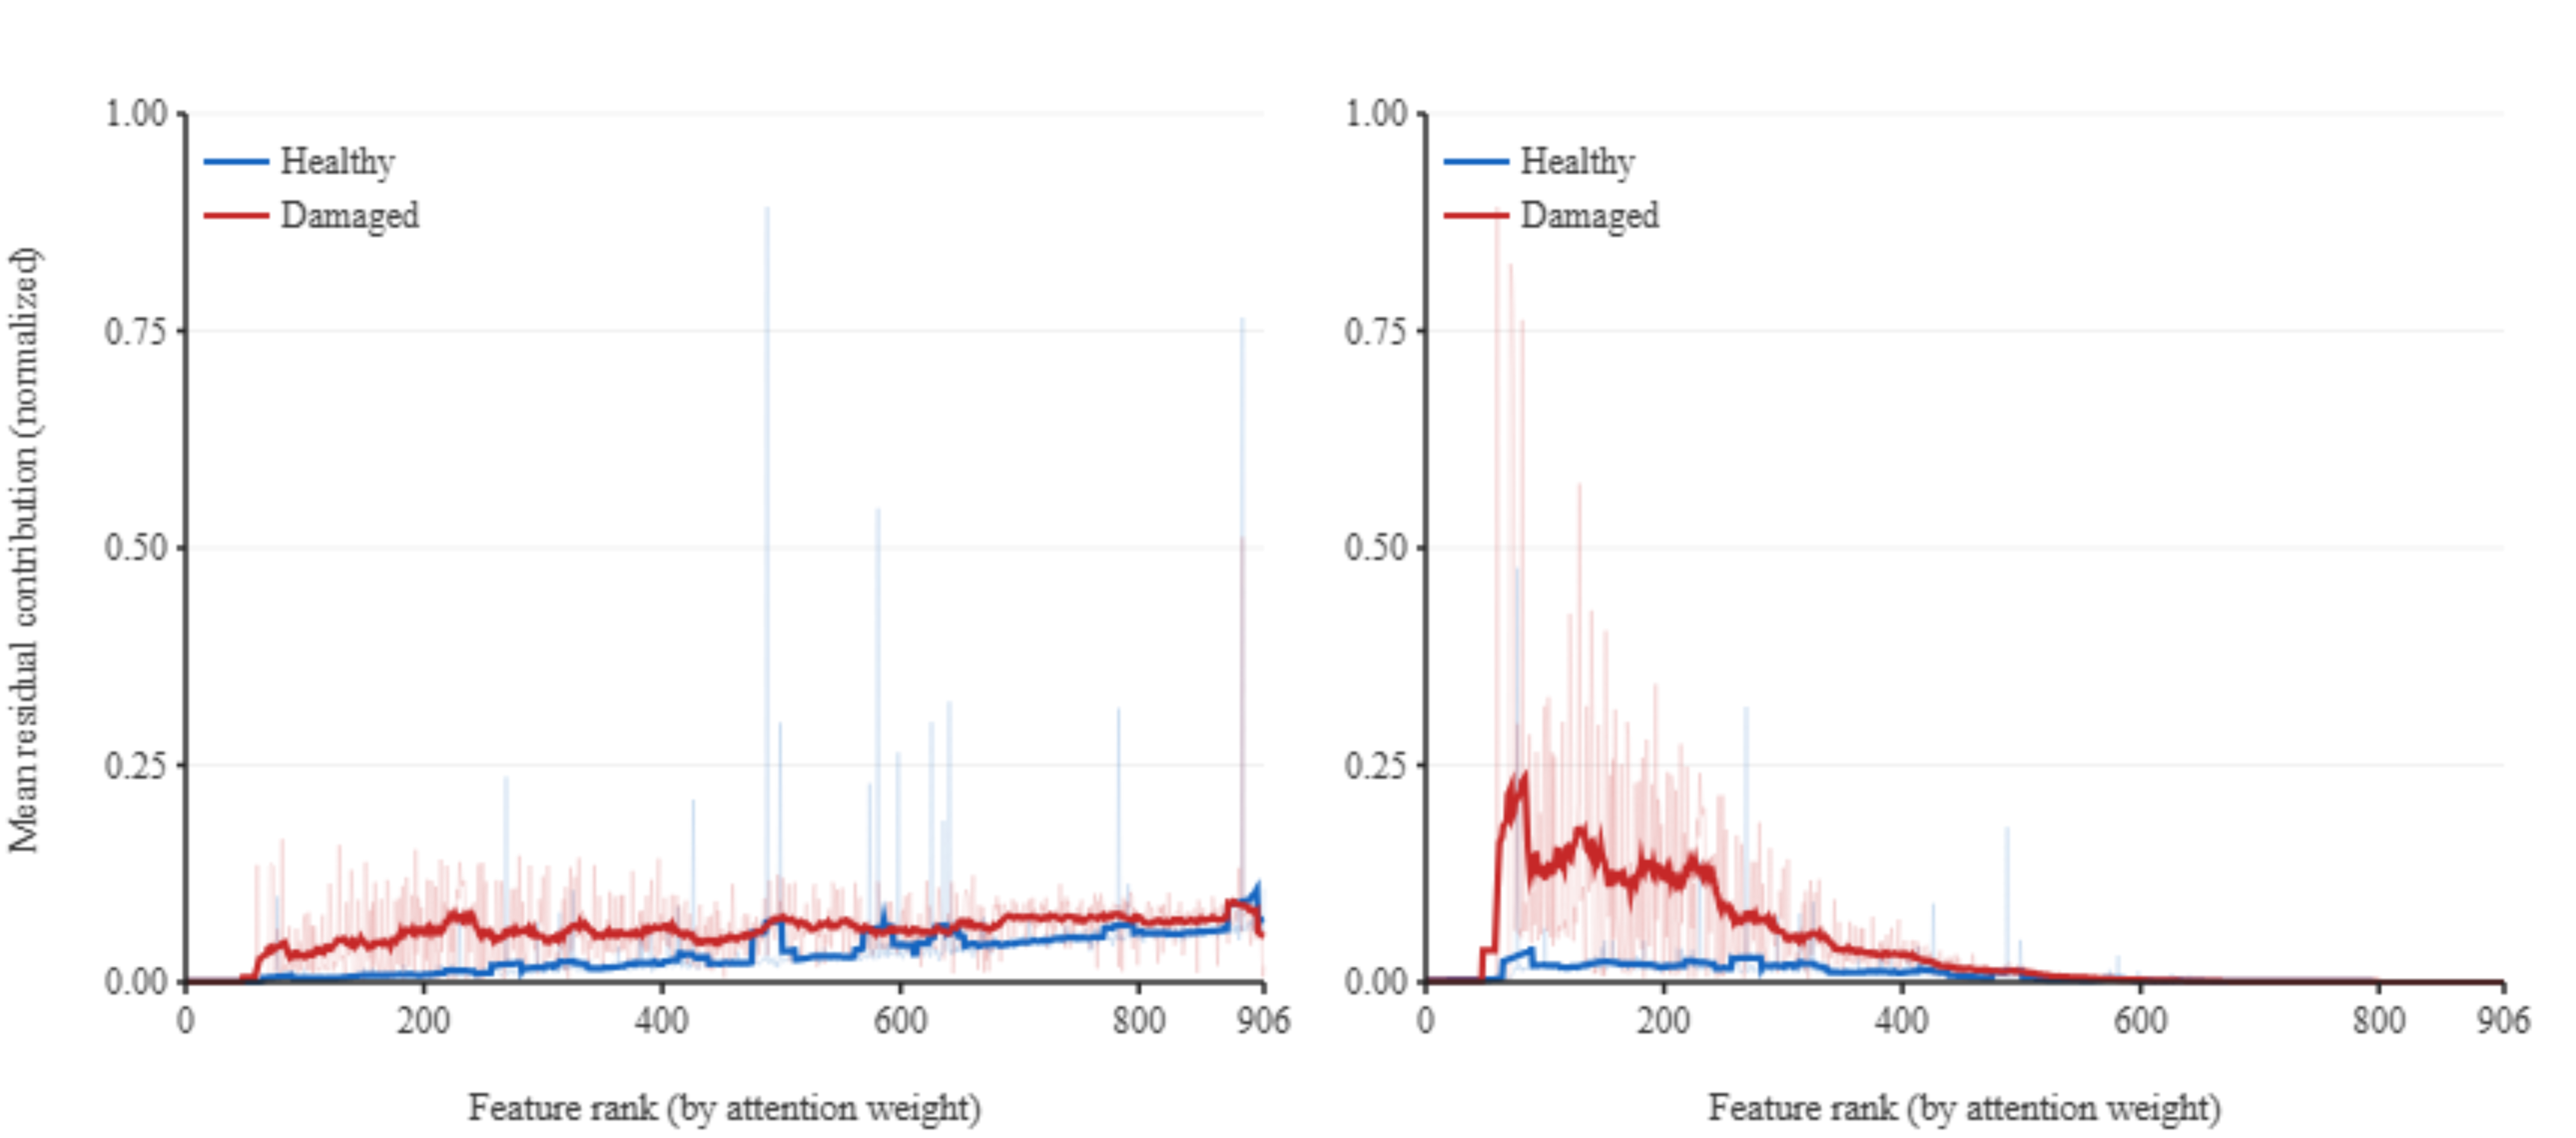 Mean residual contribution (normalized)
1.00
0.75
0.50
0.25
0.00
Healthy
Damaged
0 200 400 600 800 906
Feature rank (by attention weight)
1.00
0.75
0.50
0.25
0.00
Healthy
Damaged
0 200 400 600 800 906
Feature rank (by attention weight)